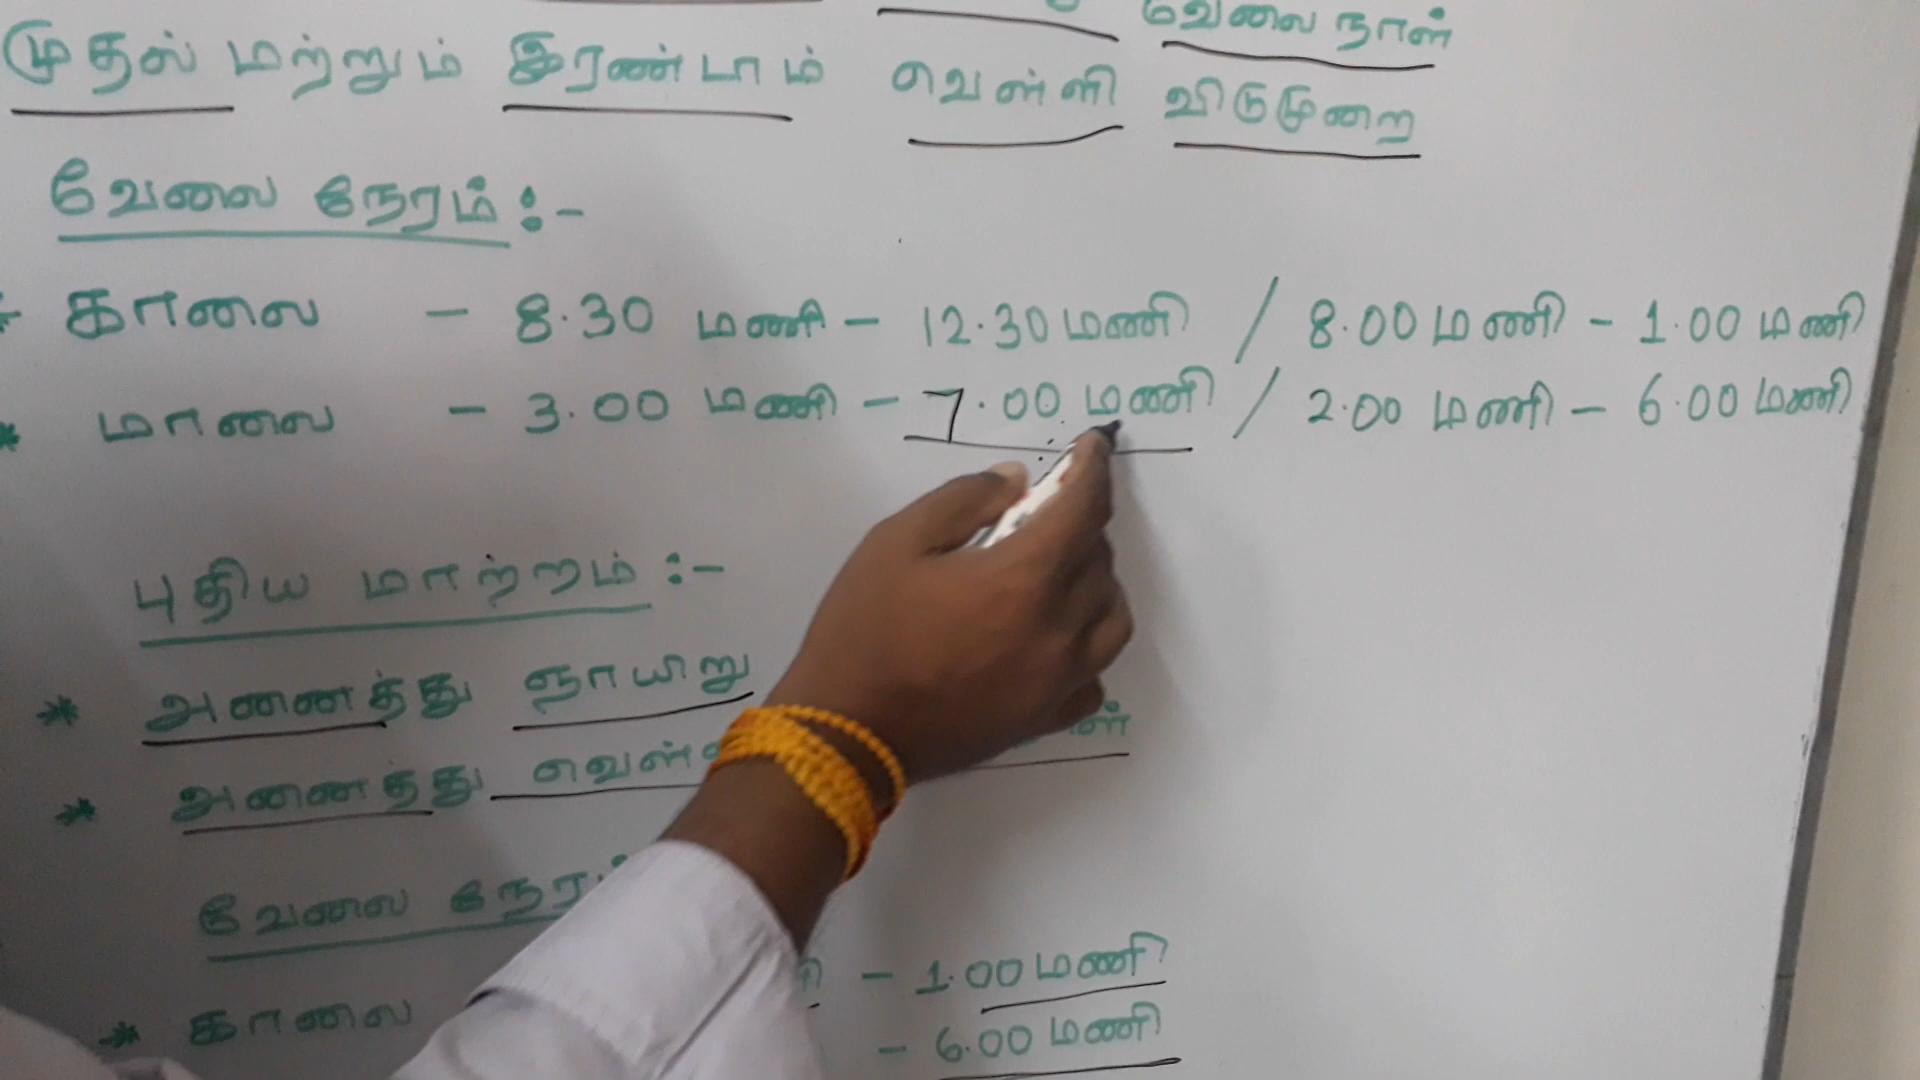 வேலை நாள்
முதல் மற்றும் இரண்டாம் வெள்ளி விடுமுறை
வேலை நேரம் :-
* காலை - 8.30 மணி - 12.30 மணி / 8.00 மணி - 1.00 மணி
* மாலை - 3.00 மணி - 7.00 மணி / 2.00 மணி - 6.00 மணி
புதிய மாற்றம் :-
* அனைத்து ஞாயிறு
* அனைத்து
வேலை
* காலை - 1.00 மணி
- 6.00 மணி